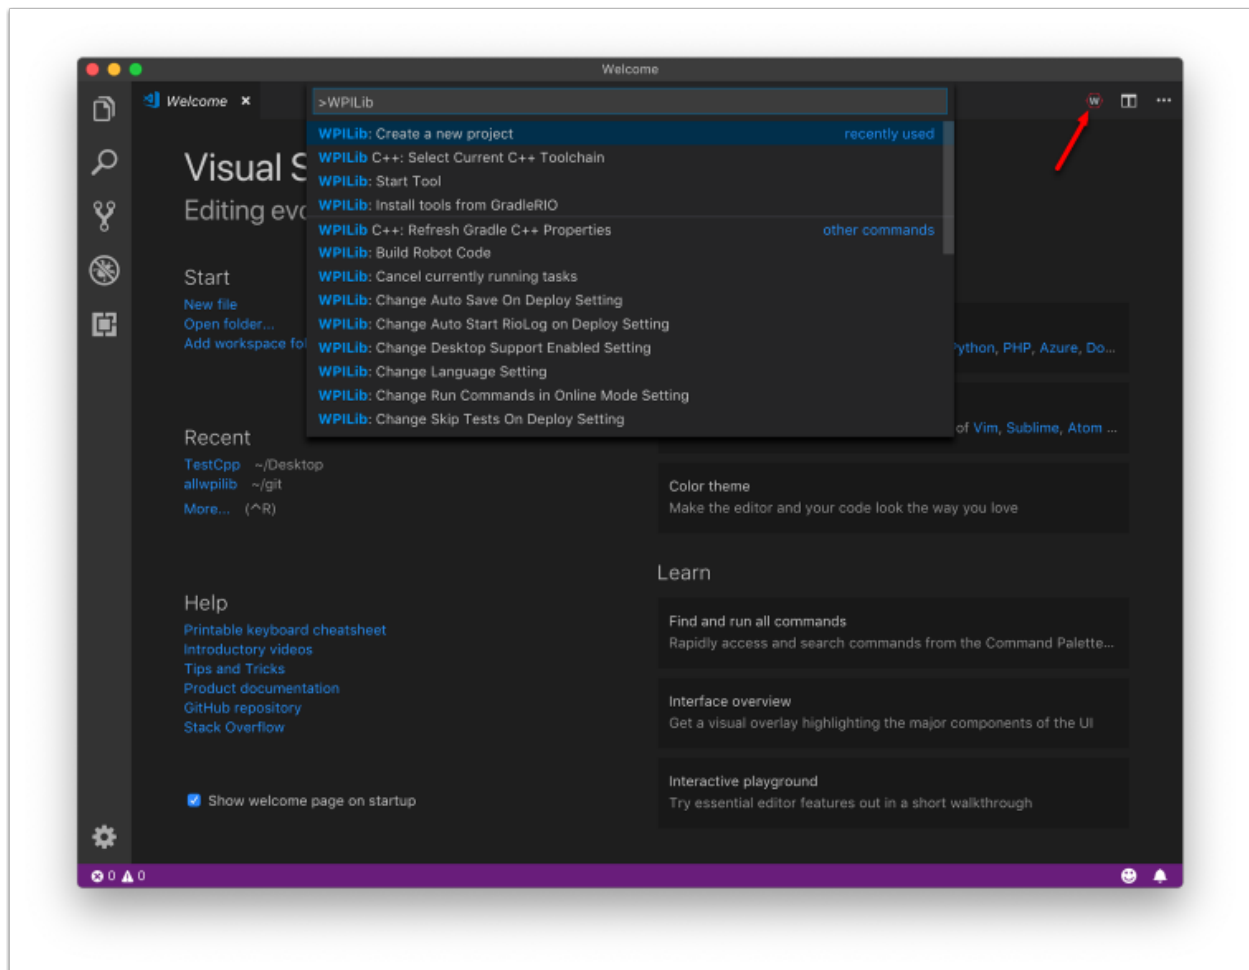 Welcome
Welcome ×
>WPILib
W
WPILib: Create a new project recently used
WPILib C++: Select Current C++ Toolchain
WPILib: Start Tool
WPILib: Install tools from GradleRIO
WPILib C++: Refresh Gradle C++ Properties other commands
WPILib: Build Robot Code
WPILib: Cancel currently running tasks
WPILib: Change Auto Save On Deploy Setting
WPILib: Change Auto Start RioLog on Deploy Setting
WPILib: Change Desktop Support Enabled Setting
WPILib: Change Language Setting
WPILib: Change Run Commands in Online Mode Setting
WPILib: Change Skip Tests On Deploy Setting
Visual S
Editing evo
Start
New file
Open folder...
Add workspace fol
Recent
TestCpp ~/Desktop
allwpilib ~/git
More... (^R)
Help
Printable keyboard cheatsheet
Introductory videos
Tips and Tricks
Product documentation
GitHub repository
Stack Overflow
Show welcome page on startup
Python, PHP, Azure, Do...
of Vim, Sublime, Atom ...
Color theme
Make the editor and your code look the way you love
Learn
Find and run all commands
Rapidly access and search commands from the Command Palette...
Interface overview
Get a visual overlay highlighting the major components of the UI
Interactive playground
Try essential editor features out in a short walkthrough
0 0